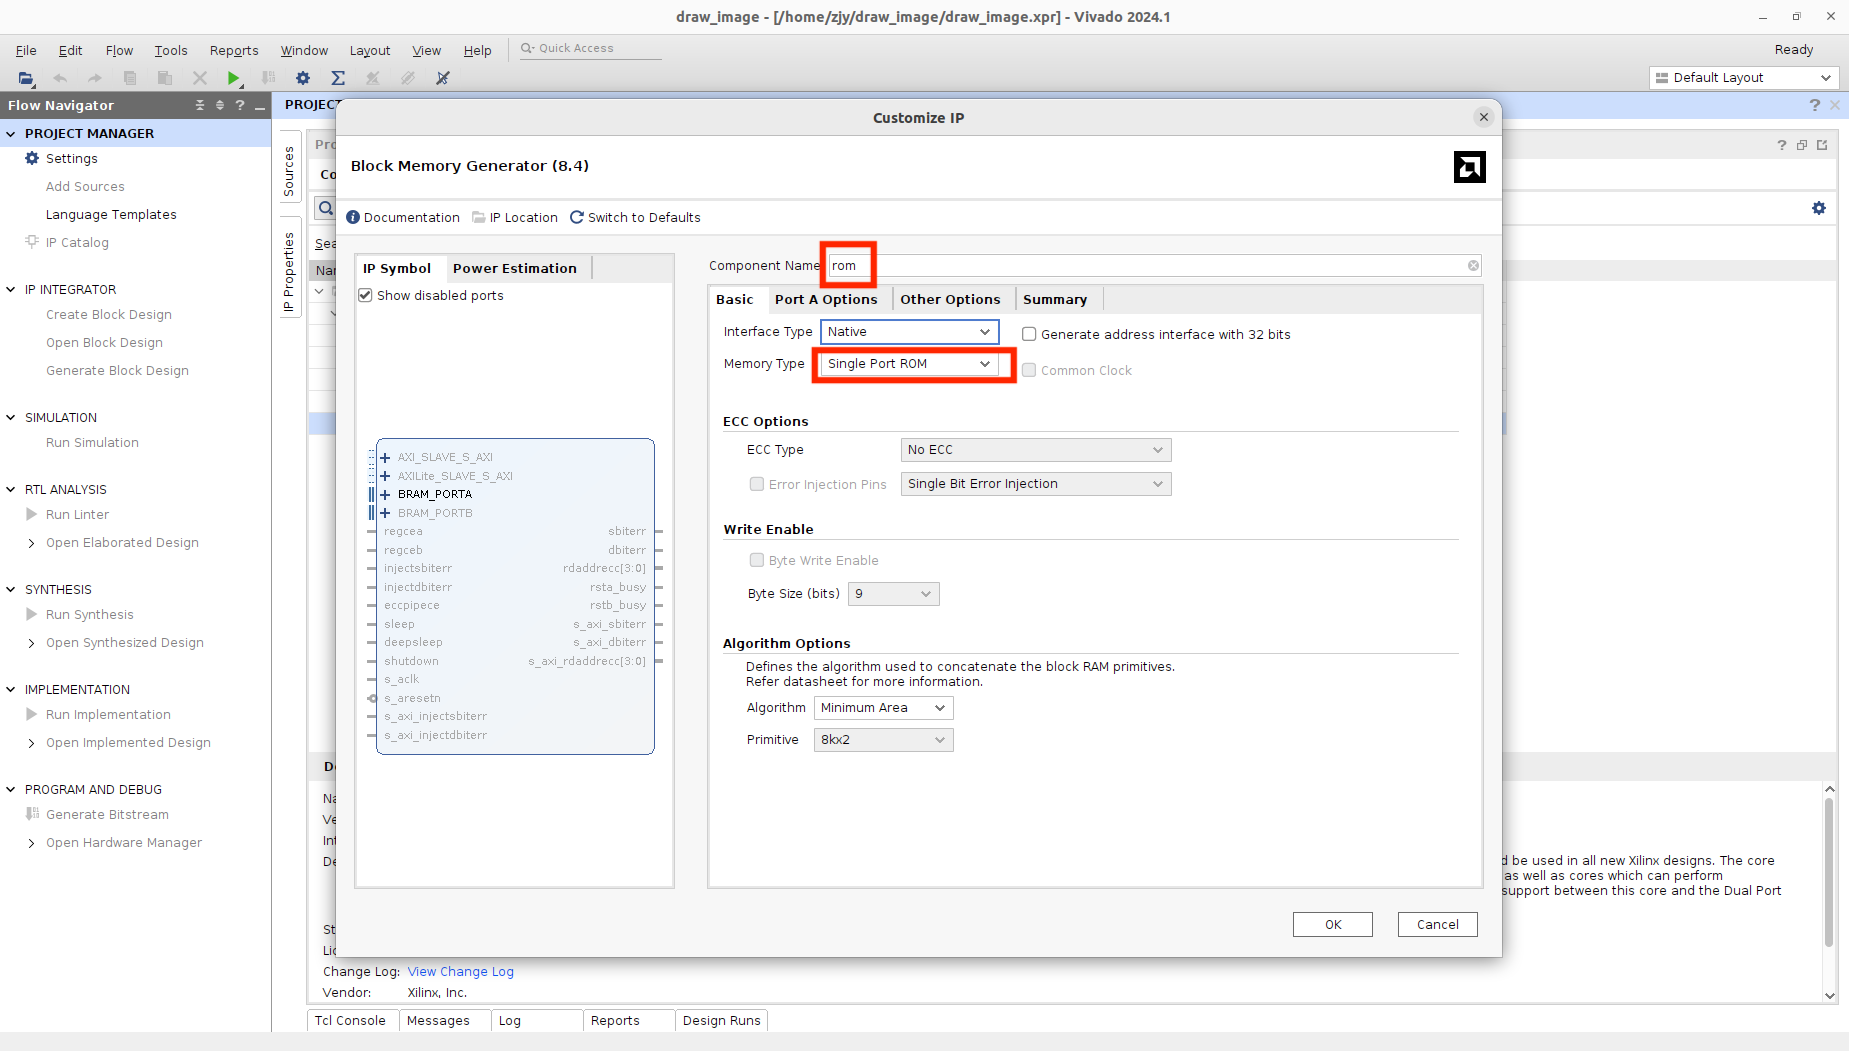 draw_image - [/home/zjy/draw_image/draw_image.xpr] - Vivado 2024.1
File Edit Flow Tools Reports Window Layout View Help Quick Access
Ready
Default Layout
Flow Navigator
PROJECT MANAGER
Settings
Add Sources
Language Templates
IP Catalog
IP INTEGRATOR
Create Block Design
Open Block Design
Generate Block Design
SIMULATION
Run Simulation
RTL ANALYSIS
Run Linter
Open Elaborated Design
SYNTHESIS
Run Synthesis
Open Synthesized Design
IMPLEMENTATION
Run Implementation
Open Implemented Design
PROGRAM AND DEBUG
Generate Bitstream
Open Hardware Manager
Sources
IP Properties
Customize IP
Block Memory Generator (8.4)
Documentation IP Location Switch to Defaults
IP Symbol Power Estimation
Show disabled ports
AXI_SLAVE_S_AXI
AXILite_SLAVE_S_AXI
BRAM_PORTA
BRAM_PORTB
regcea sbiterr
regceb dbiterr
injectsbiterr rdaddrecc[3:0]
injectdbiterr rsta_busy
eccpipece rstb_busy
sleep s_axi_sbiterr
deepsleep s_axi_dbiterr
shutdown s_axi_rdaddrecc[3:0]
s_aclk
s_aresetn
s_axi_injectsbiterr
s_axi_injectdbiterr
Component Name rom
Basic Port A Options Other Options Summary
Interface Type Native Generate address interface with 32 bits
Memory Type Single Port ROM Common Clock
ECC Options
ECC Type No ECC
Error Injection Pins Single Bit Error Injection
Write Enable
Byte Write Enable
Byte Size (bits) 9
Algorithm Options
Defines the algorithm used to concatenate the block RAM primitives.
Refer datasheet for more information.
Algorithm Minimum Area
Primitive 8kx2
OK Cancel
be used in all new Xilinx designs. The core
as well as cores which can perform
support between this core and the Dual Port
Change Log: View Change Log
Vendor: Xilinx, Inc.
Tcl Console Messages Log Reports Design Runs